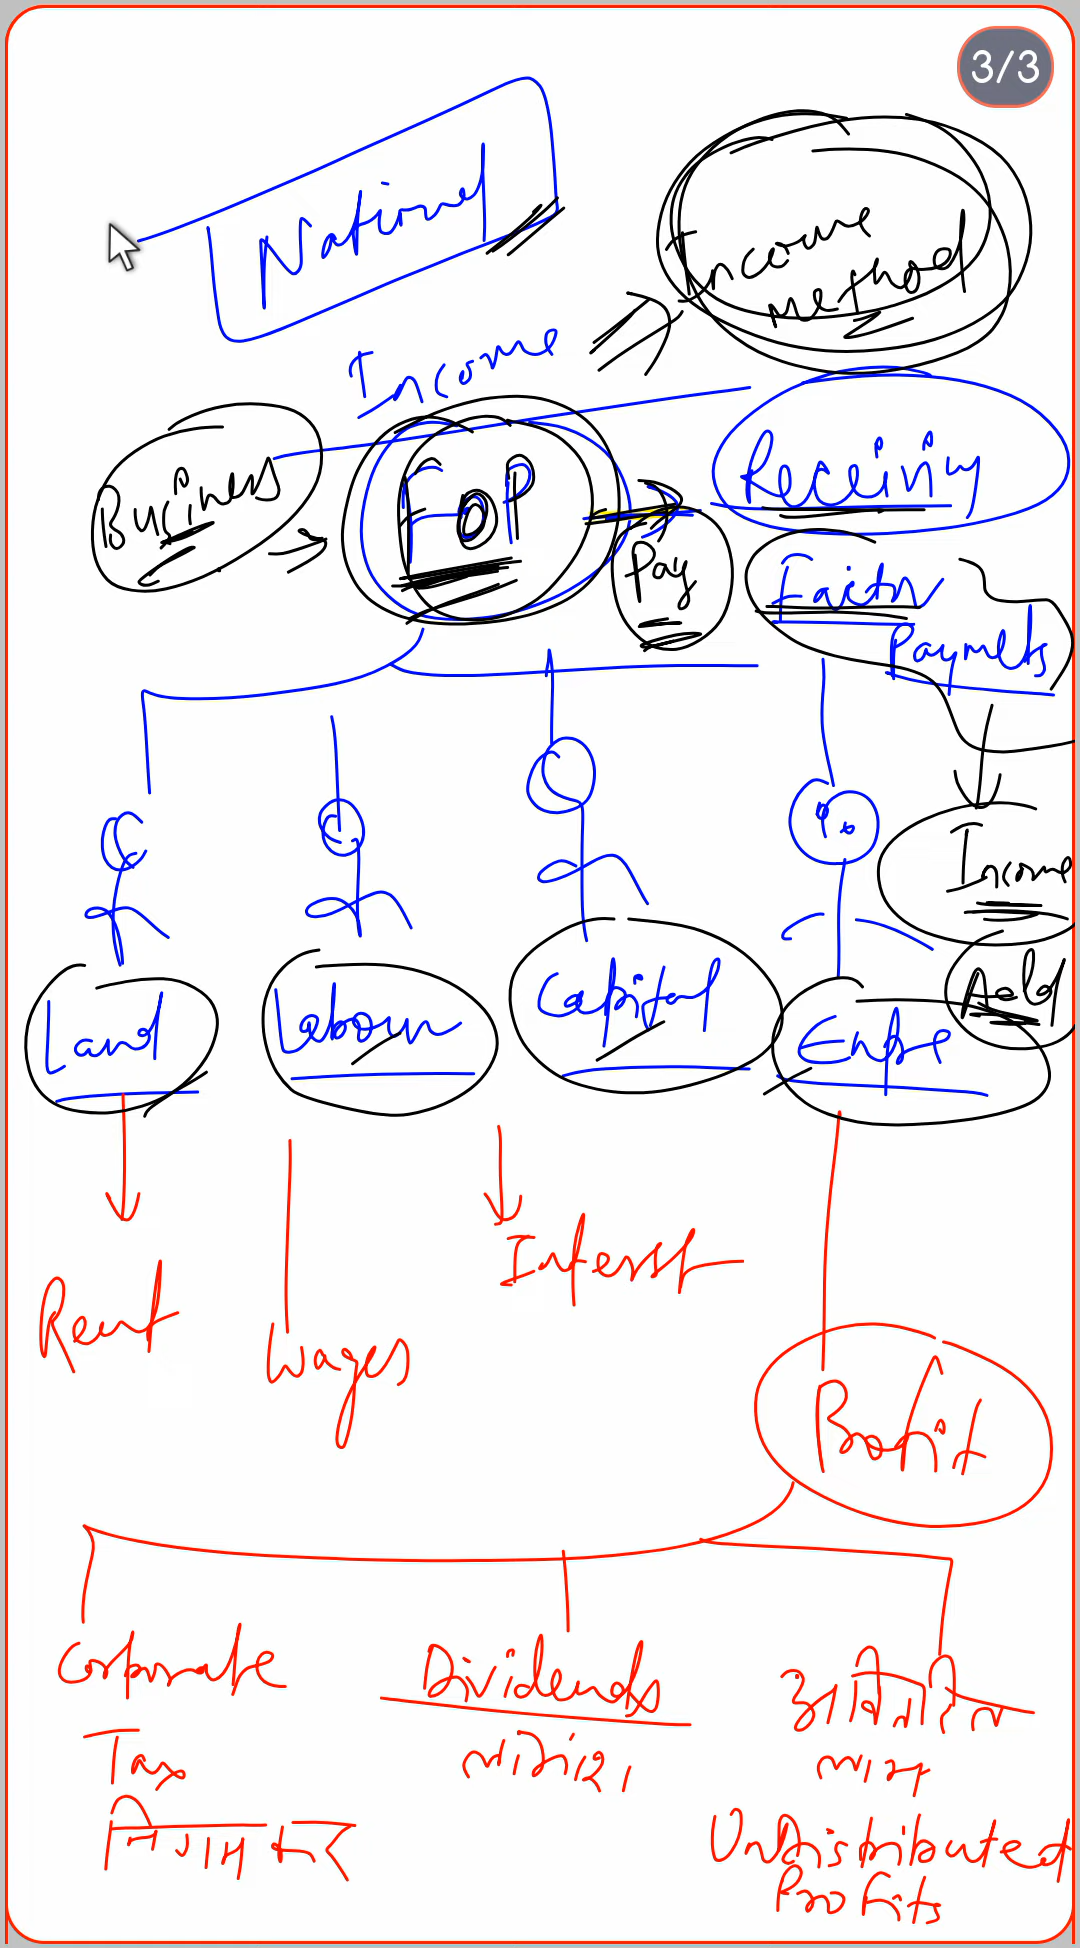 3/3
National
Income
Income
method
Business
FOP
Pay
Receiving
Factor
Payments
Income
Add
Land
Labour
Capital
Entre
Rent
Wages
Interest
Profit
Corporate
Tax
निगम कर
Dividends
लाभांश
अवितरित
लाभ
Undistributed
Profits